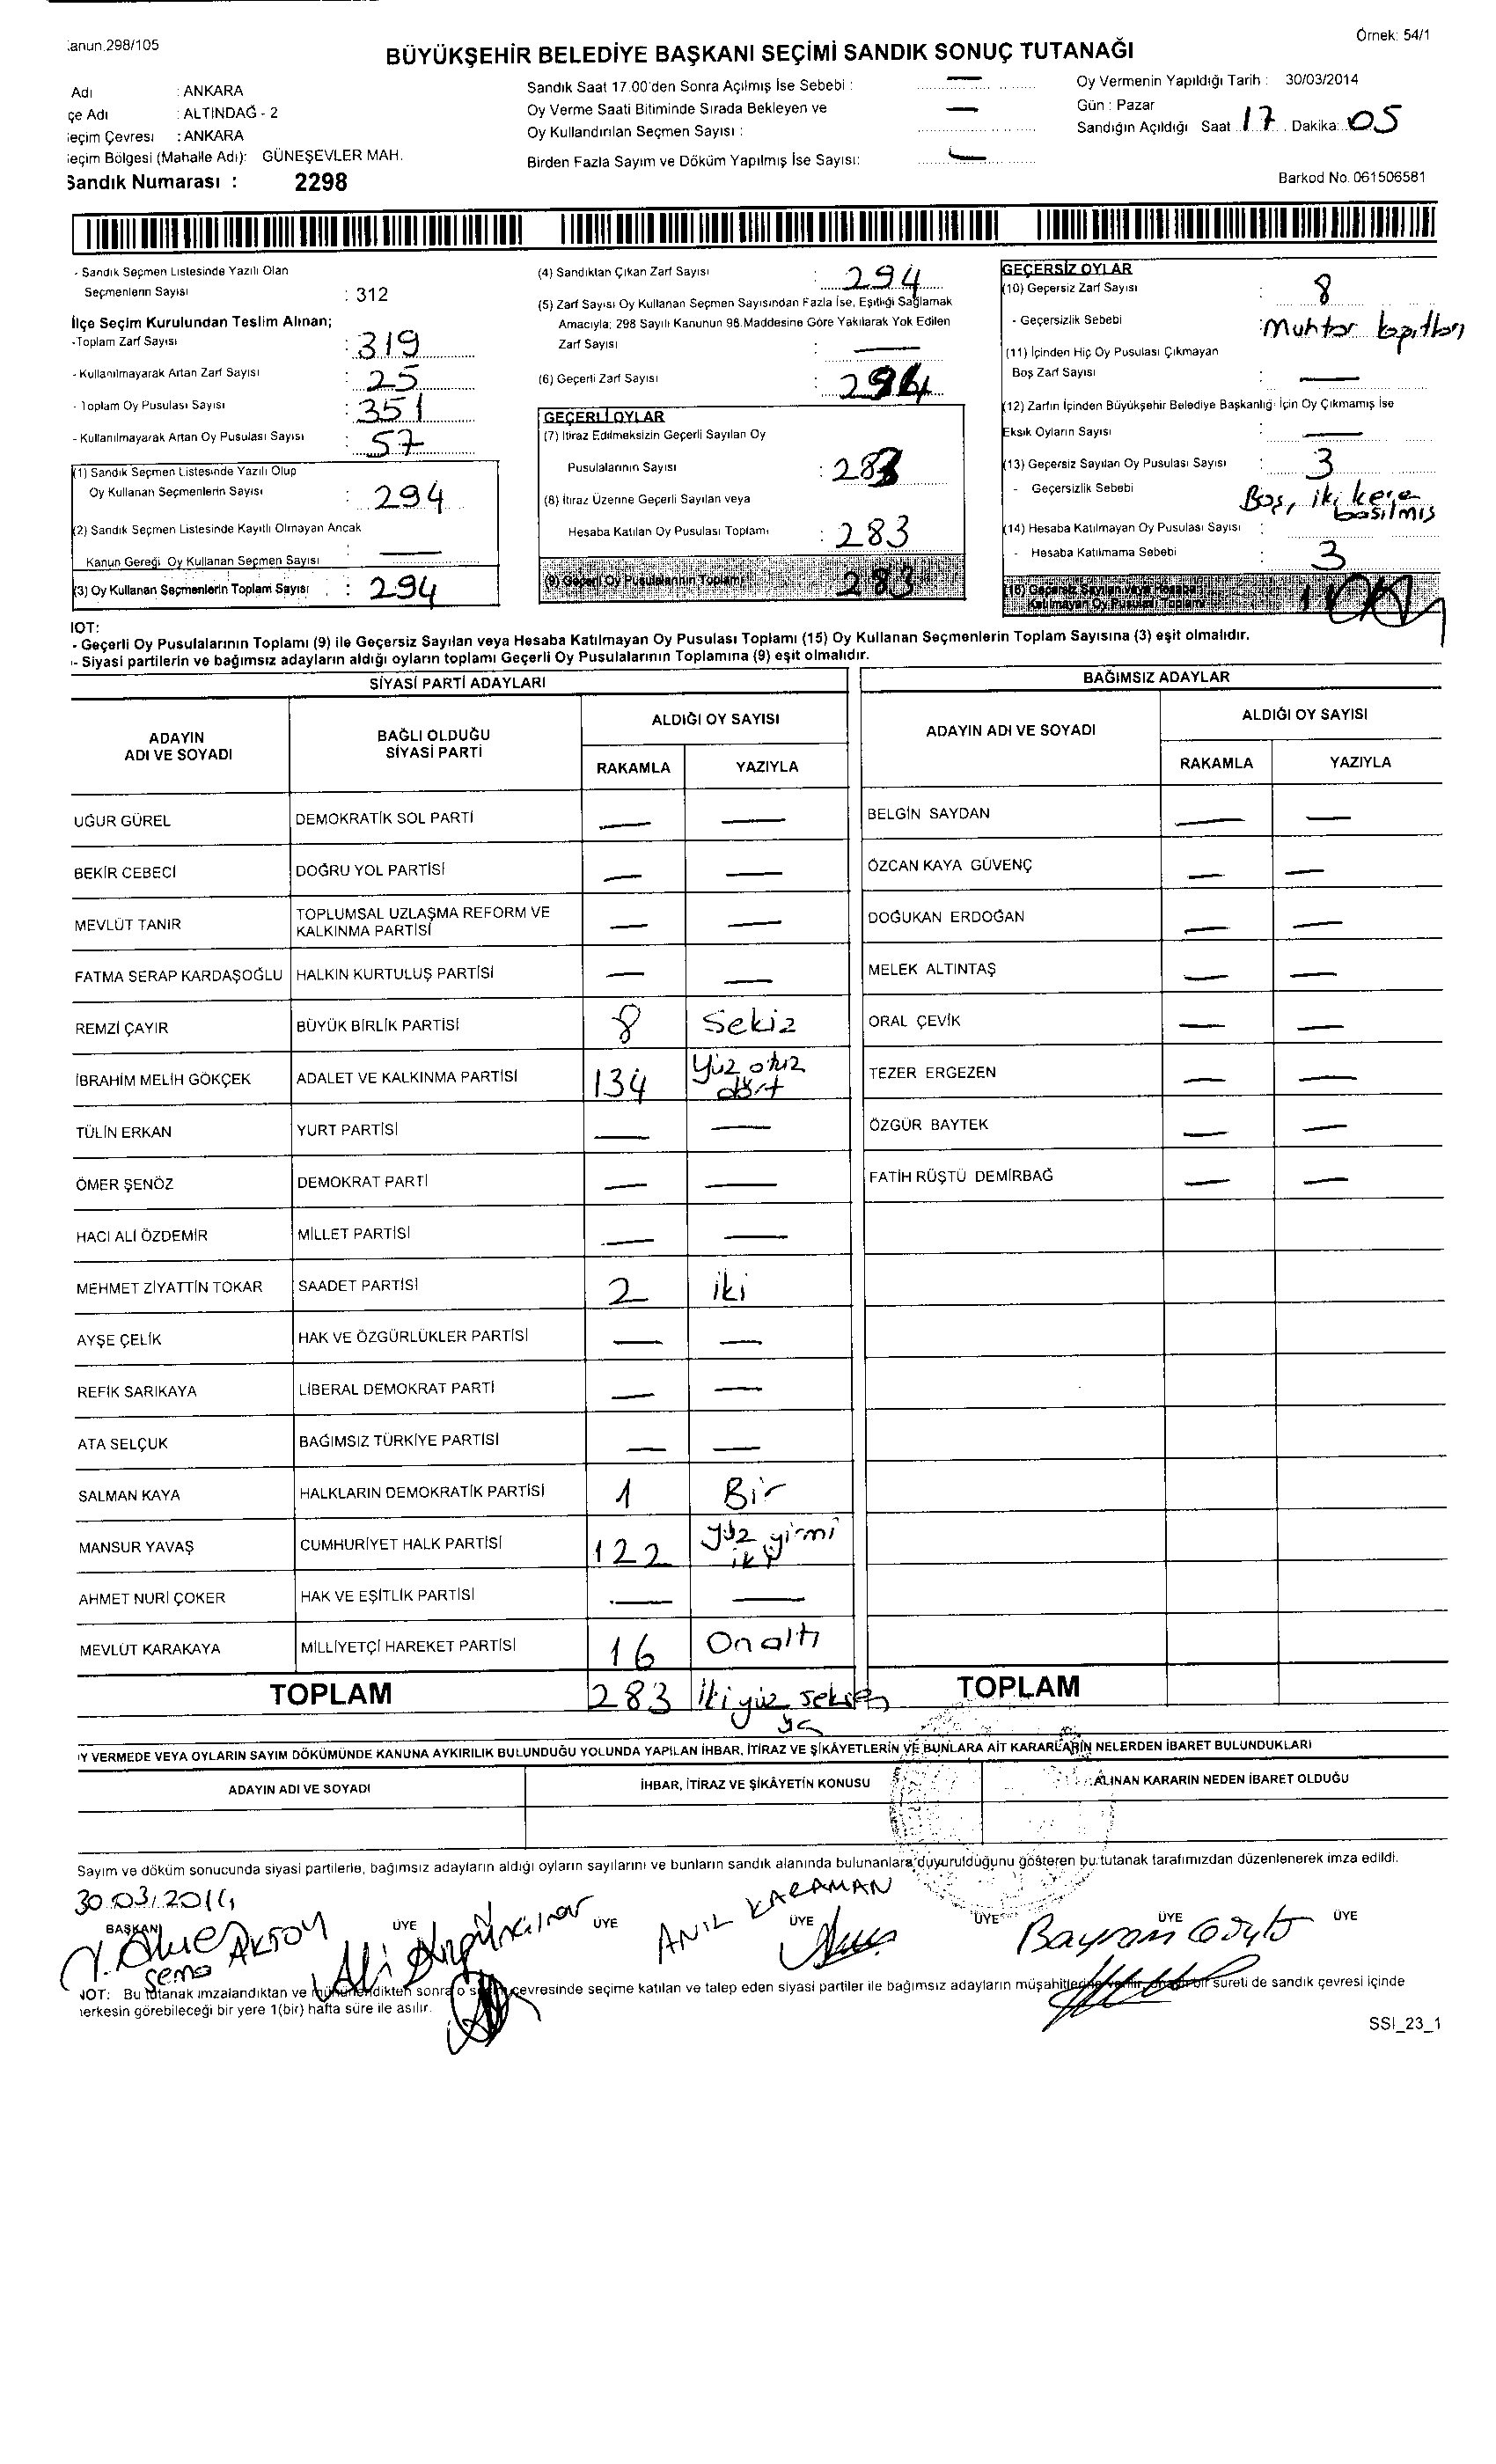 Kanun.298/105
Örnek: 54/1
BÜYÜKŞEHİR BELEDİYE BAŞKANI SEÇİMİ SANDIK SONUÇ TUTANAĞI
Adı : ANKARA
çe Adı : ALTINDAĞ - 2
eçim Çevresi : ANKARA
eçim Bölgesi (Mahalle Adı): GÜNEŞEVLER MAH.
Sandık Numarası : 2298
Sandık Saat 17.00'den Sonra Açılmış İse Sebebi : —
Oy Verme Saati Bitiminde Sırada Bekleyen ve
Oy Kullandırılan Seçmen Sayısı : —
Birden Fazla Sayım ve Döküm Yapılmış İse Sayısı: —
Oy Vermenin Yapıldığı Tarih : 30/03/2014
Gün : Pazar
Sandığın Açıldığı Saat 17 . Dakika: 05
Barkod No. 061506581
- Sandık Seçmen Listesinde Yazılı Olan
Seçmenlerin Sayısı : 312
İlçe Seçim Kurulundan Teslim Alınan;
-Toplam Zarf Sayısı : 319
- Kullanılmayarak Artan Zarf Sayısı : 25
- Toplam Oy Pusulası Sayısı : 351
- Kullanılmayarak Artan Oy Pusulası Sayısı : 57
(1) Sandık Seçmen Listesinde Yazılı Olup
Oy Kullanan Seçmenlerin Sayısı : 294
(2) Sandık Seçmen Listesinde Kayıtlı Olmayan Ancak
Kanun Gereği Oy Kullanan Seçmen Sayısı : —
(3) Oy Kullanan Seçmenlerin Toplam Sayısı : 294
(4) Sandıktan Çıkan Zarf Sayısı : 294
(5) Zarf Sayısı Oy Kullanan Seçmen Sayısından Fazla İse, Eşitliği Sağlamak
Amacıyla; 298 Sayılı Kanunun 98.Maddesine Göre Yakılarak Yok Edilen
Zarf Sayısı : —
(6) Geçerli Zarf Sayısı : 294
GEÇERLİ OYLAR
(7) İtiraz Edilmeksizin Geçerli Sayılan Oy
Pusulalarının Sayısı : 283
(8) İtiraz Üzerine Geçerli Sayılan veya
Hesaba Katılan Oy Pusulası Toplamı : 283
(9) Geçerli Oy Pusulalarının Toplamı 283
GEÇERSİZ OYLAR
(10) Geçersiz Zarf Sayısı : 8
- Geçersizlik Sebebi : Muhtar
(11) İçinden Hiç Oy Pusulası Çıkmayan
Boş Zarf Sayısı : —
(12) Zarfın İçinden Büyükşehir Belediye Başkanlığı İçin Oy Çıkmamış İse
Eksik Oyların Sayısı : —
(13) Geçersiz Sayılan Oy Pusulası Sayısı : 3
- Geçersizlik Sebebi Boş, iki kere basılmış
(14) Hesaba Katılmayan Oy Pusulası Sayısı :
- Hesaba Katılmama Sebebi : 3
(15) Geçersiz Sayılan veya Hesaba
Katılmayan Oy Pusulası Toplamı
NOT:
- Geçerli Oy Pusulalarının Toplamı (9) ile Geçersiz Sayılan veya Hesaba Katılmayan Oy Pusulası Toplamı (15) Oy Kullanan Seçmenlerin Toplam Sayısına (3) eşit olmalıdır.
- Siyasi partilerin ve bağımsız adayların aldığı oyların toplamı Geçerli Oy Pusulalarının Toplamına (9) eşit olmalıdır.
SİYASİ PARTİ ADAYLARI
ADAYIN ADI VE SOYADI BAĞLI OLDUĞU SİYASİ PARTİ ALDIĞI OY SAYISI RAKAMLA YAZIYLA
UĞUR GÜREL DEMOKRATİK SOL PARTİ — —
BEKİR CEBECİ DOĞRU YOL PARTİSİ — —
MEVLÜT TANIR TOPLUMSAL UZLAŞMA REFORM VE KALKINMA PARTİSİ — —
FATMA SERAP KARDAŞOĞLU HALKIN KURTULUŞ PARTİSİ — —
REMZİ ÇAYIR BÜYÜK BİRLİK PARTİSİ 8 Sekiz
İBRAHİM MELİH GÖKÇEK ADALET VE KALKINMA PARTİSİ 134 Yüz otuz dört
TÜLİN ERKAN YURT PARTİSİ — —
ÖMER ŞENÖZ DEMOKRAT PARTİ — —
HACI ALİ ÖZDEMİR MİLLET PARTİSİ — —
MEHMET ZİYATTİN TOKAR SAADET PARTİSİ 2 iki
AYŞE ÇELİK HAK VE ÖZGÜRLÜKLER PARTİSİ — —
REFİK SARIKAYA LİBERAL DEMOKRAT PARTİ — —
ATA SELÇUK BAĞIMSIZ TÜRKİYE PARTİSİ — —
SALMAN KAYA HALKLARIN DEMOKRATİK PARTİSİ 1 Bir
MANSUR YAVAŞ CUMHURİYET HALK PARTİSİ 122 yüz yirmi iki
AHMET NURİ ÇOKER HAK VE EŞİTLİK PARTİSİ — —
MEVLÜT KARAKAYA MİLLİYETÇİ HAREKET PARTİSİ 16 On altı
TOPLAM 283 İki yüz seksen üç
BAĞIMSIZ ADAYLAR
ADAYIN ADI VE SOYADI ALDIĞI OY SAYISI RAKAMLA YAZIYLA
BELGİN SAYDAN — —
ÖZCAN KAYA GÜVENÇ — —
DOĞUKAN ERDOĞAN — —
MELEK ALTINTAŞ — —
ORAL ÇEVİK — —
TEZER ERGEZEN — —
ÖZGÜR BAYTEK — —
FATİH RÜŞTÜ DEMİRBAĞ — —
TOPLAM
OY VERMEDE VEYA OYLARIN SAYIM DÖKÜMÜNDE KANUNA AYKIRILIK BULUNDUĞU YOLUNDA YAPILAN İHBAR, İTİRAZ VE ŞİKÂYETLERİN VE BUNLARA AİT KARARLARIN NELERDEN İBARET BULUNDUKLARI
ADAYIN ADI VE SOYADI İHBAR, İTİRAZ VE ŞİKÂYETİN KONUSU ALINAN KARARIN NEDEN İBARET OLDUĞU
Sayım ve döküm sonucunda siyasi partilerle, bağımsız adayların aldığı oyların sayılarını ve bunların sandık alanında bulunanlara duyurulduğunu gösteren bu tutanak tarafımızdan düzenlenerek imza edildi.
30.03.2014
BAŞKAN ÜYE ÜYE ÜYE ÜYE ÜYE ÜYE
AKSOY Sema Ali ANIL KARAMAN Bayram
NOT: Bu tutanak imzalandıktan ve mühürlendikten sonra o seçim çevresinde seçime katılan ve talep eden siyasi partiler ile bağımsız adayların müşahitlerine verilir, onaylı bir sureti de sandık çevresi içinde
herkesin görebileceği bir yere 1(bir) hafta süre ile asılır.
SSI_23_1